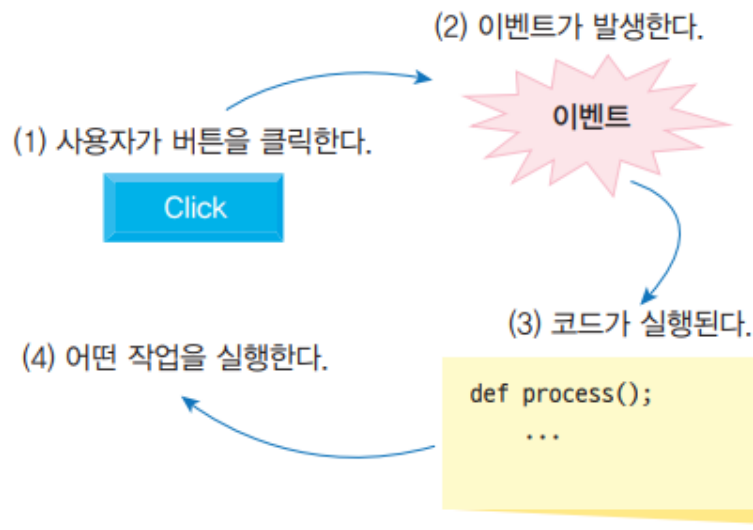 (1) 사용자가 버튼을 클릭한다.
Click
(2) 이벤트가 발생한다.
이벤트
(3) 코드가 실행된다.
def process();
...
(4) 어떤 작업을 실행한다.